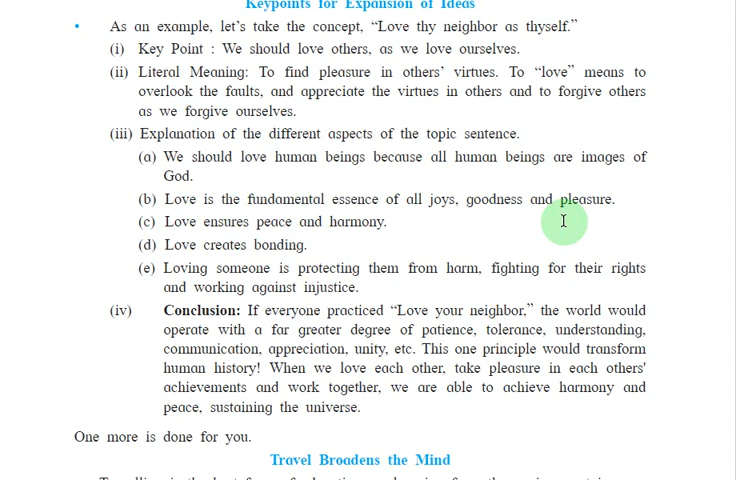 Keypoints for Expansion of Ideas
• As an example, let's take the concept, “Love thy neighbor as thyself.”
(i) Key Point : We should love others, as we love ourselves.
(ii) Literal Meaning: To find pleasure in others’ virtues. To “love” means to
overlook the faults, and appreciate the virtues in others and to forgive others
as we forgive ourselves.
(iii) Explanation of the different aspects of the topic sentence.
(a) We should love human beings because all human beings are images of
God.
(b) Love is the fundamental essence of all joys, goodness and pleasure.
(c) Love ensures peace and harmony.
(d) Love creates bonding.
(e) Loving someone is protecting them from harm, fighting for their rights
and working against injustice.
(iv) Conclusion: If everyone practiced “Love your neighbor,” the world would
operate with a far greater degree of patience, tolerance, understanding,
communication, appreciation, unity, etc. This one principle would transform
human history! When we love each other, take pleasure in each others'
achievements and work together, we are able to achieve harmony and
peace, sustaining the universe.
One more is done for you.
Travel Broadens the Mind